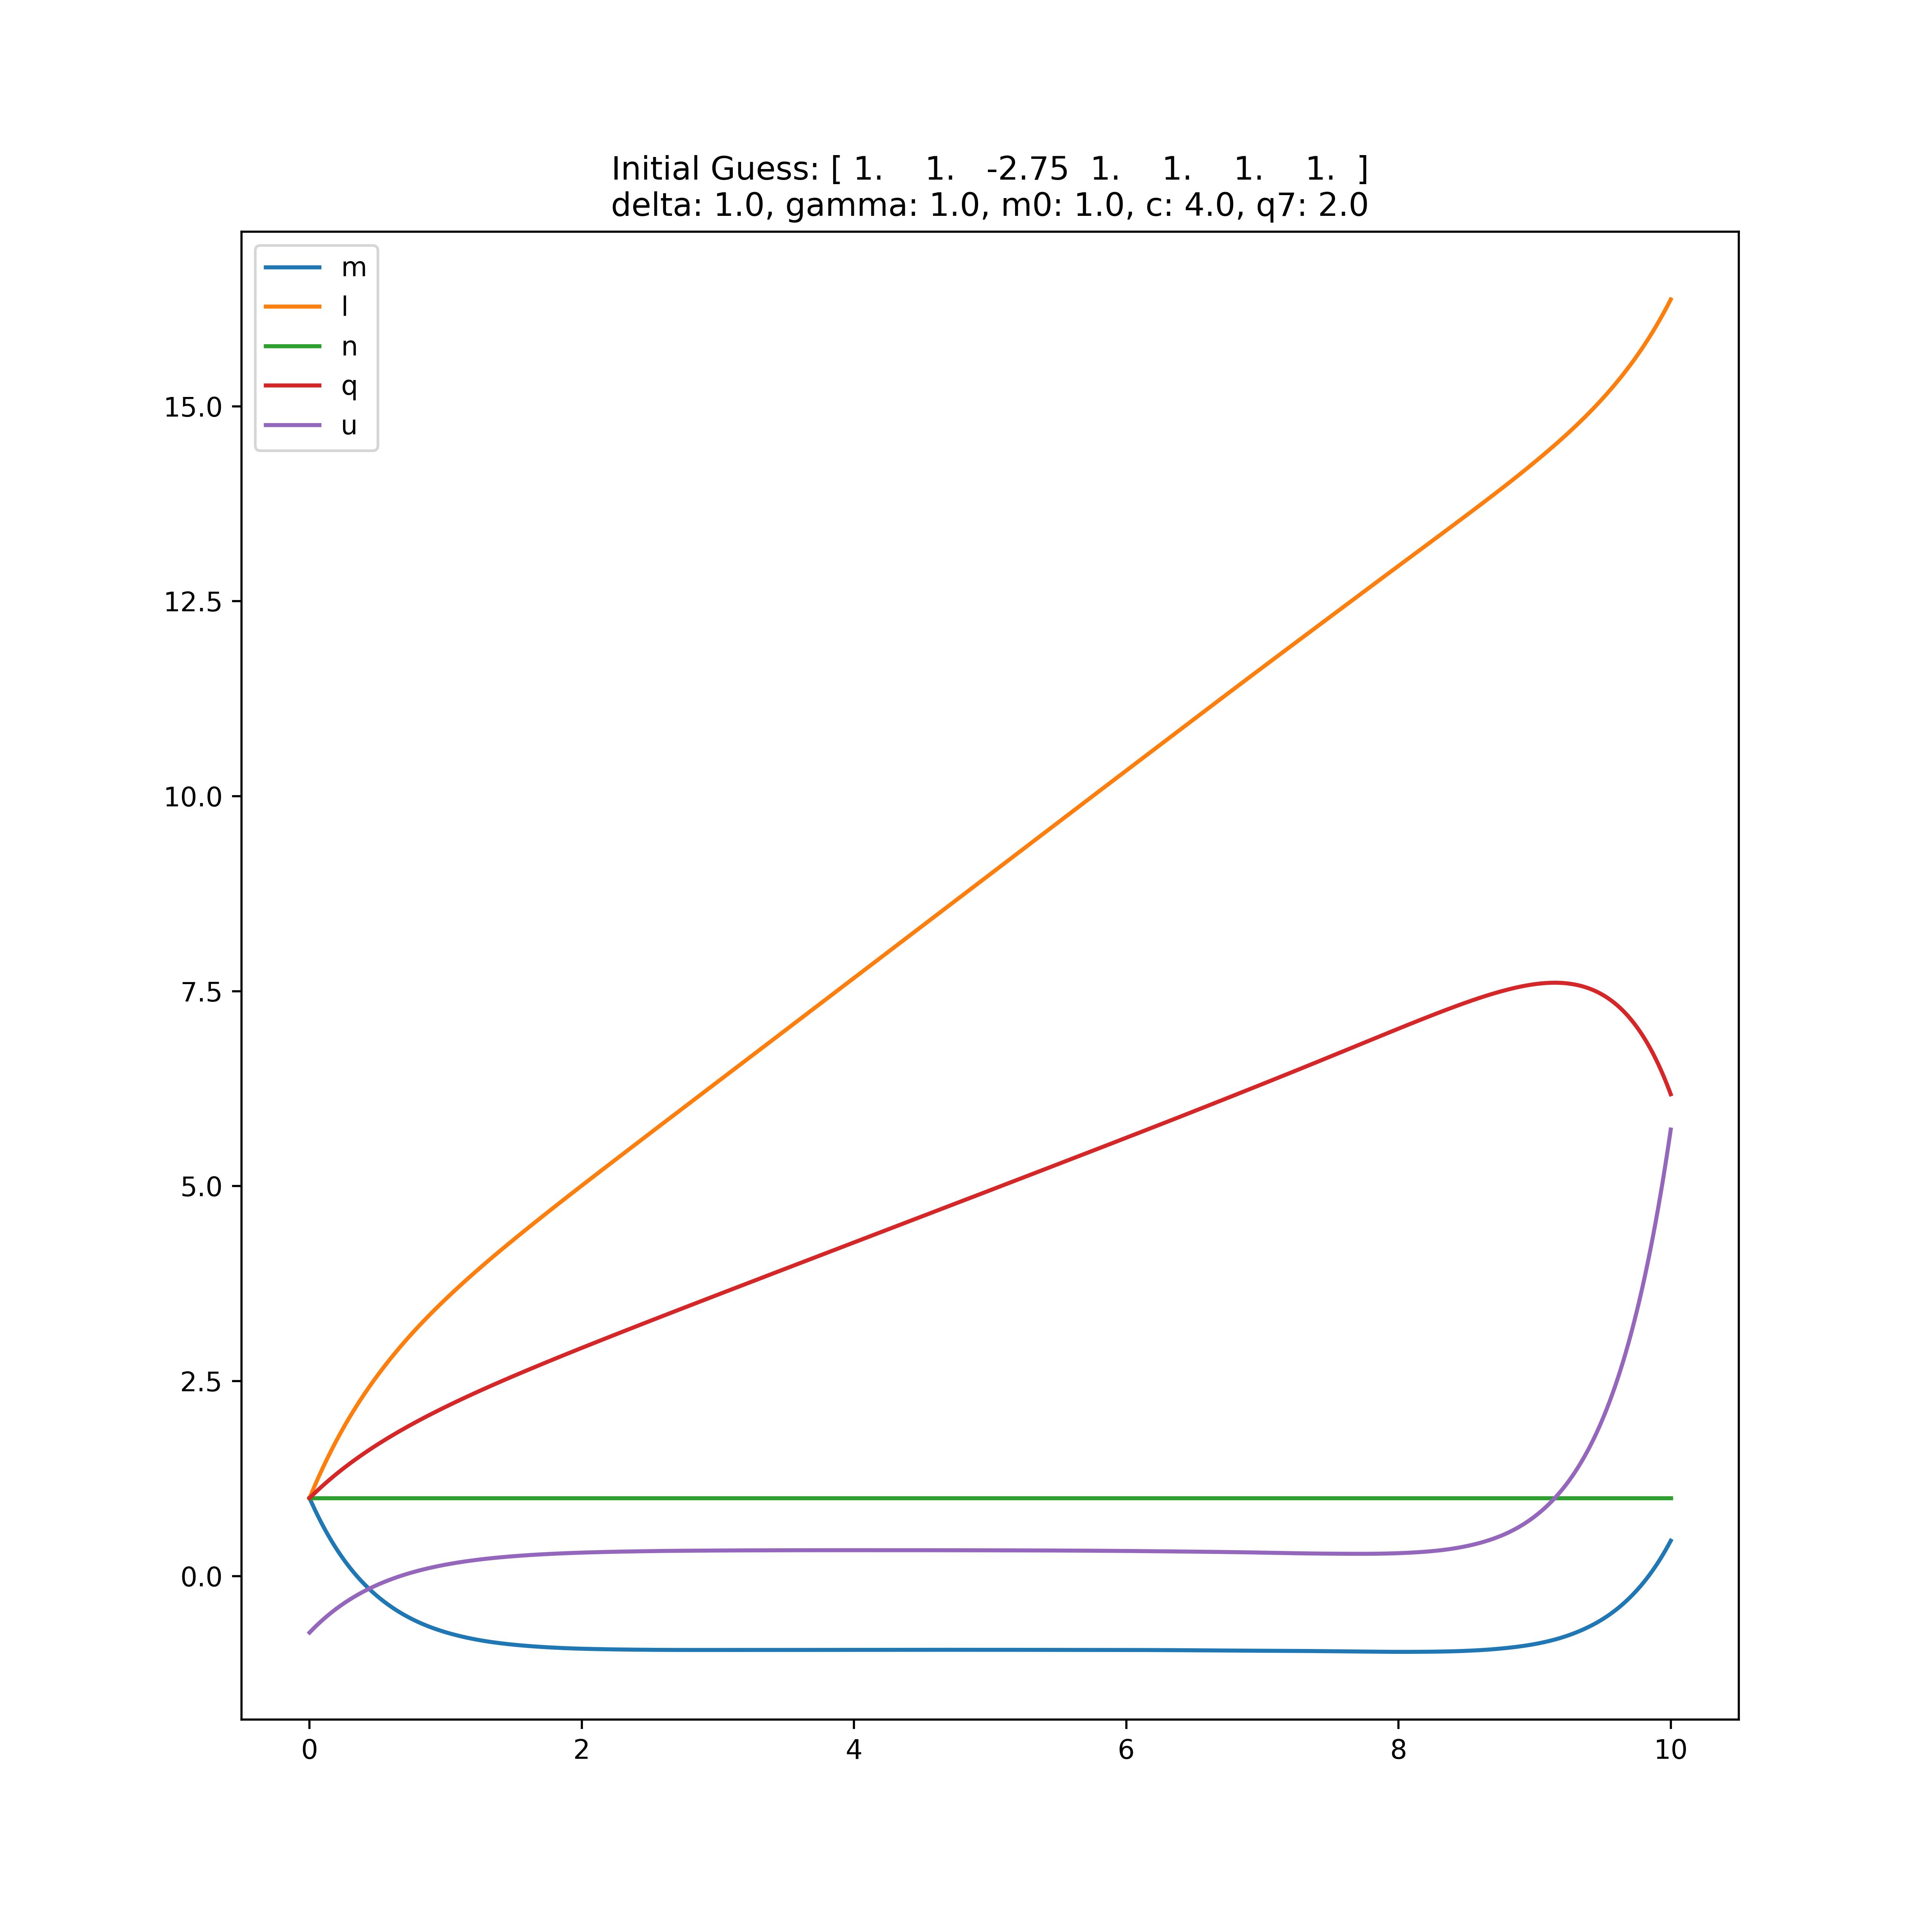 Initial Guess: [ 1. 1. -2.75 1. 1. 1. 1. ]
delta: 1.0, gamma: 1.0, m0: 1.0, c: 4.0, q7: 2.0
m
l
n
q
u
15.0
12.5
10.0
7.5
5.0
2.5
0.0
0 2 4 6 8 10